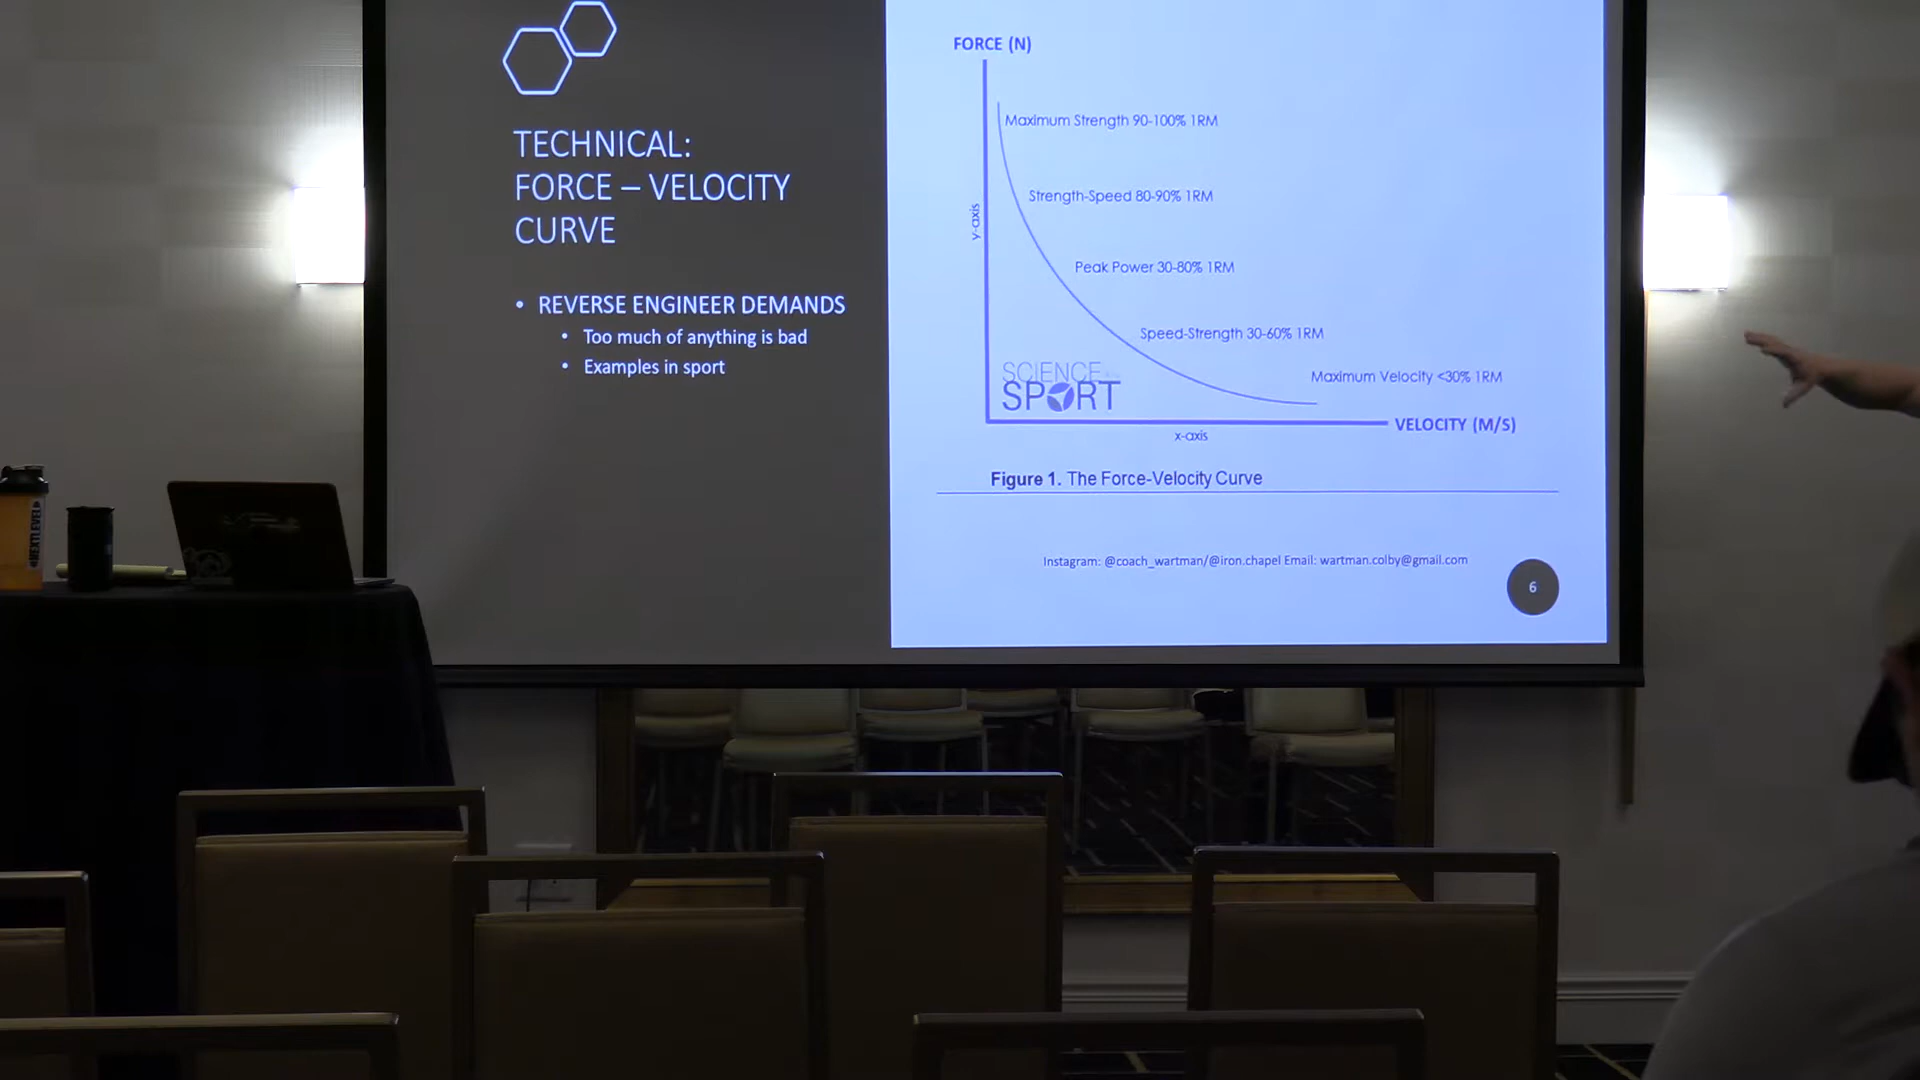 TECHNICAL:
FORCE – VELOCITY
CURVE
• REVERSE ENGINEER DEMANDS
• Too much of anything is bad
• Examples in sport
FORCE (N)
Maximum Strength 90-100% 1RM
Strength-Speed 80-90% 1RM
y-axis
Peak Power 30-80% 1RM
Speed-Strength 30-60% 1RM
Maximum Velocity <30% 1RM
SCIENCE
SPORT
VELOCITY (M/S)
x-axis
Figure 1. The Force-Velocity Curve
Instagram: @coach_wartman/@iron.chapel Email: wartman.colby@gmail.com
6
#NEXTLEVEL